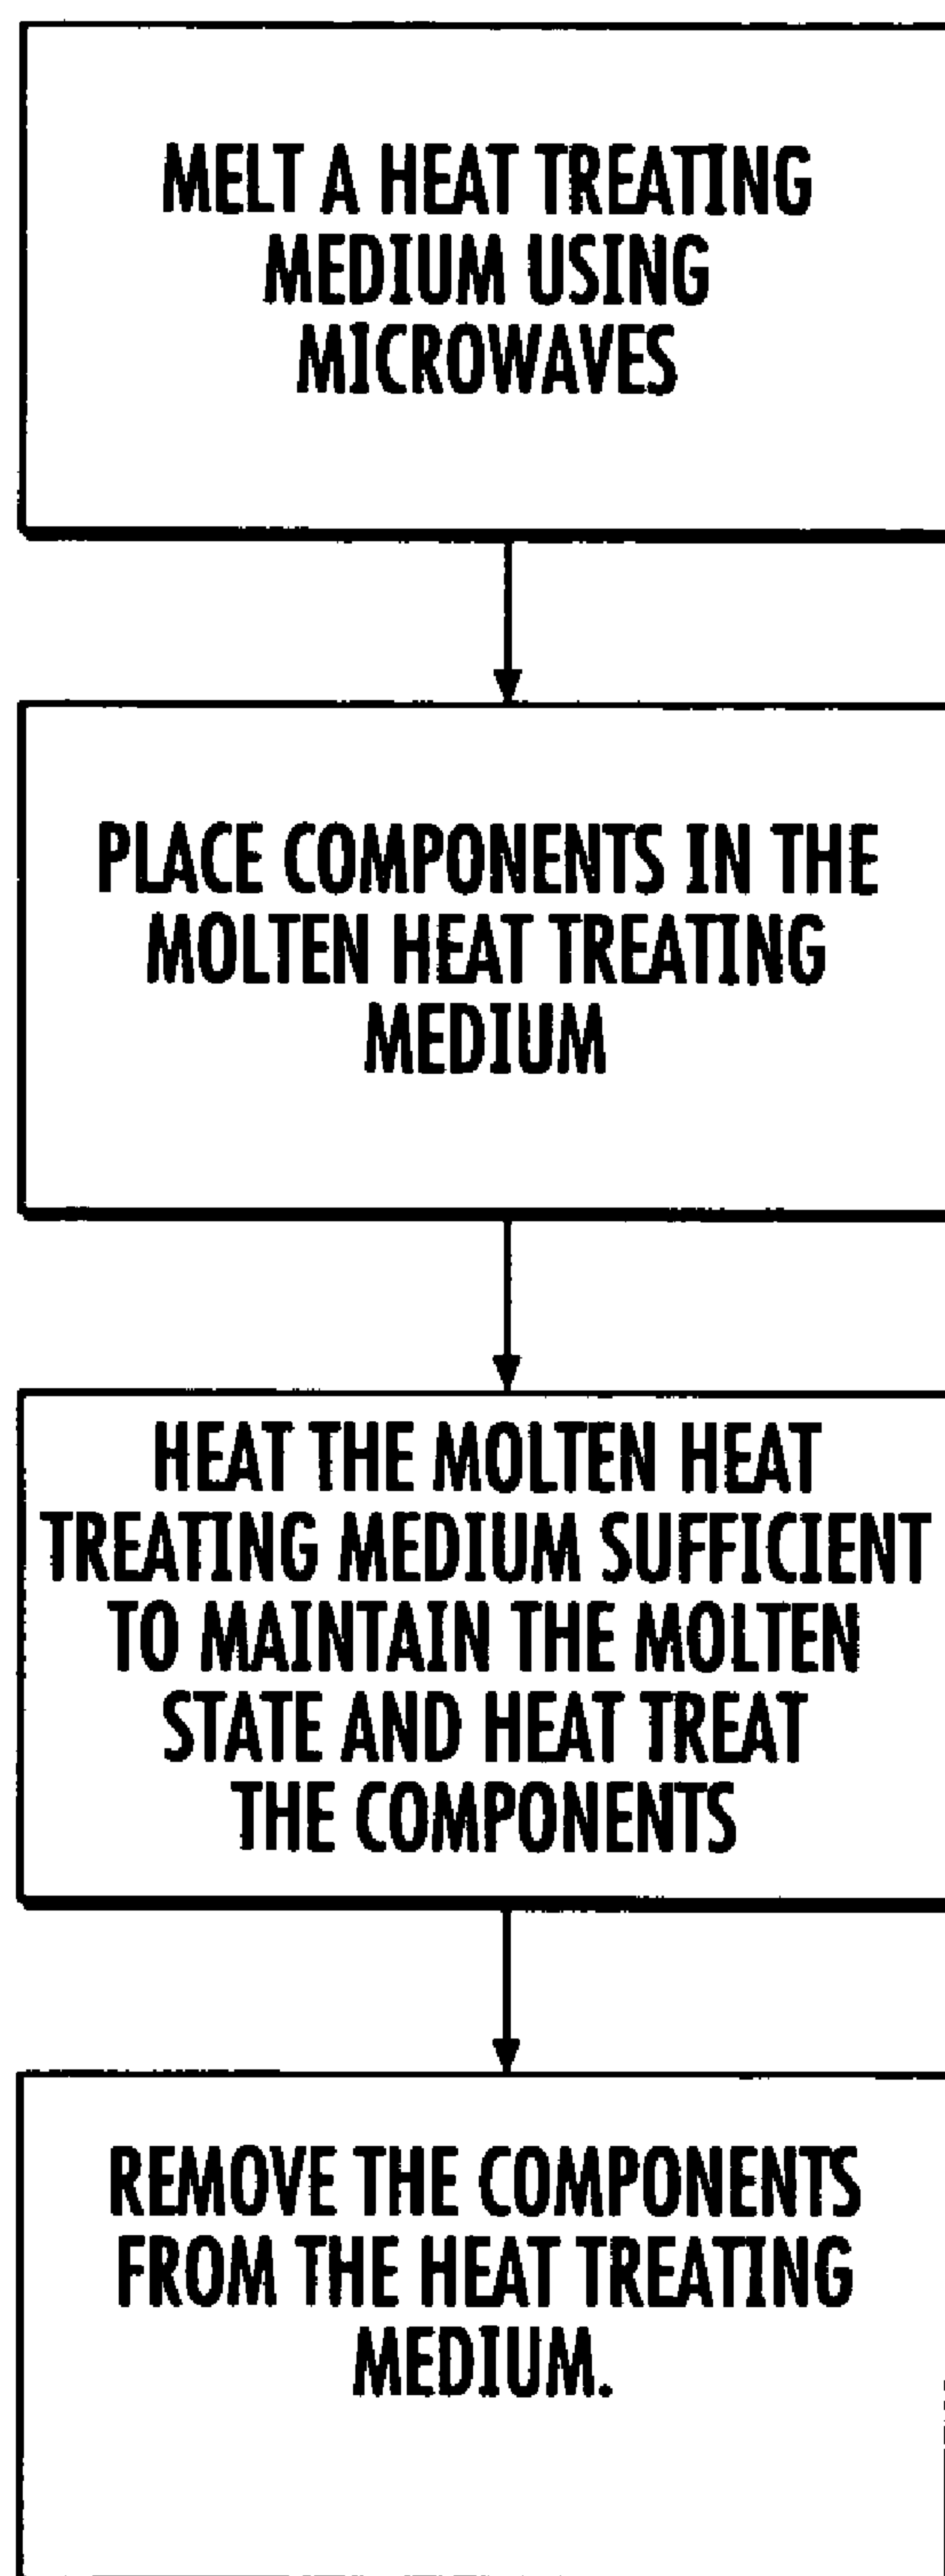 MELT A HEAT TREATING
MEDIUM USING
MICROWAVES
PLACE COMPONENTS IN THE
MOLTEN HEAT TREATING
MEDIUM
HEAT THE MOLTEN HEAT
TREATING MEDIUM SUFFICIENT
TO MAINTAIN THE MOLTEN
STATE AND HEAT TREAT
THE COMPONENTS
REMOVE THE COMPONENTS
FROM THE HEAT TREATING
MEDIUM.